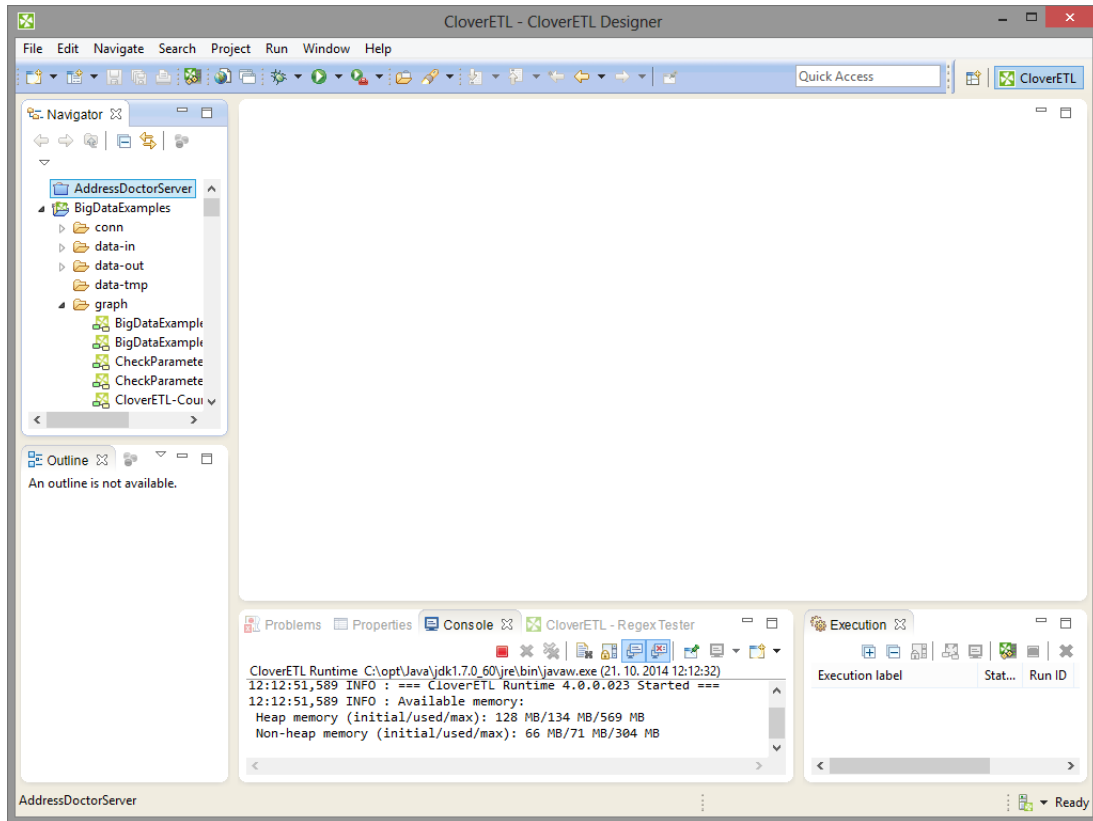 CloverETL - CloverETL Designer
File Edit Navigate Search Project Run Window Help
Quick Access
CloverETL
Navigator
AddressDoctorServer
BigDataExamples
conn
data-in
data-out
data-tmp
graph
BigDataExample
BigDataExample
CheckParamete
CheckParamete
CloverETL-Cour
Outline
An outline is not available.
Problems Properties Console CloverETL - Regex Tester
CloverETL Runtime C:\opt\Java\jdk1.7.0_60\jre\bin\javaw.exe (21. 10. 2014 12:12:32)
12:12:51,589 INFO : === CloverETL Runtime 4.0.0.023 Started ===
12:12:51,589 INFO : Available memory:
Heap memory (initial/used/max): 128 MB/134 MB/569 MB
Non-heap memory (initial/used/max): 66 MB/71 MB/304 MB
Execution
Execution label Stat... Run ID
AddressDoctorServer
Ready